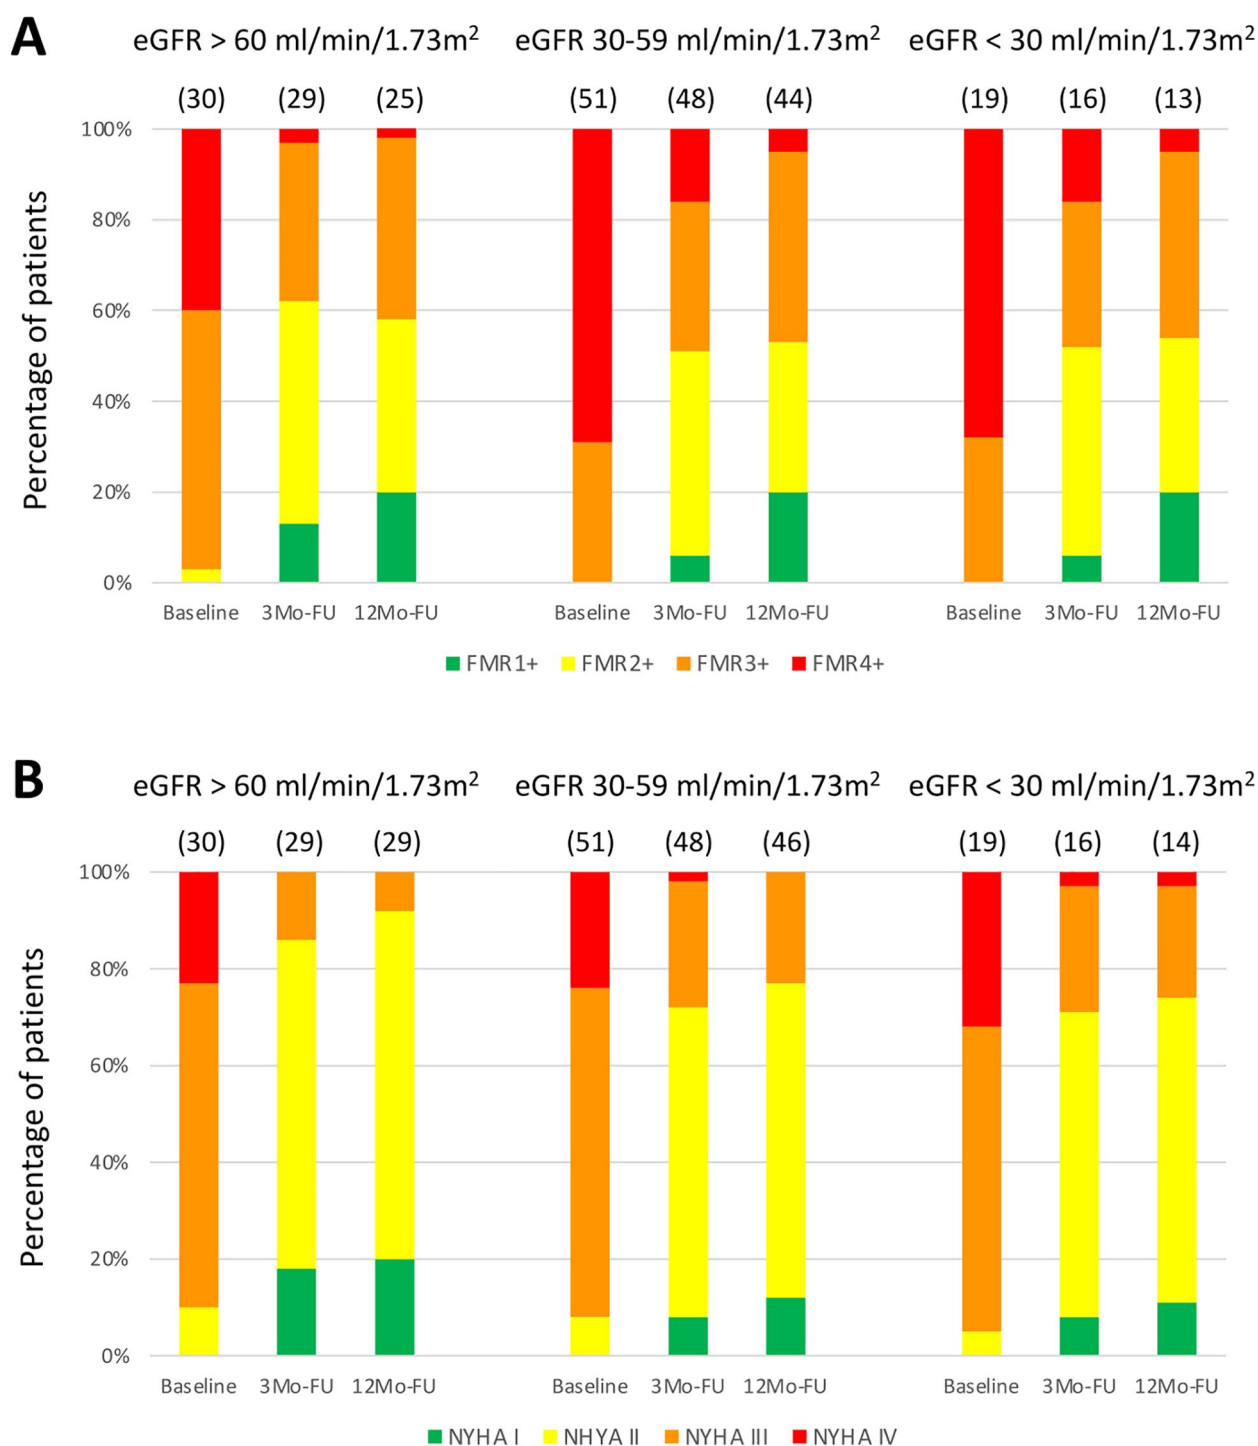 A
eGFR > 60 ml/min/1.73m² eGFR 30-59 ml/min/1.73m² eGFR < 30 ml/min/1.73m²
(30) (29) (25) (51) (48) (44) (19) (16) (13)
Percentage of patients
100%
80%
60%
40%
20%
0%
Baseline 3Mo-FU 12Mo-FU Baseline 3Mo-FU 12Mo-FU Baseline 3Mo-FU 12Mo-FU
FMR1+ FMR2+ FMR3+ FMR4+
B
eGFR > 60 ml/min/1.73m² eGFR 30-59 ml/min/1.73m² eGFR < 30 ml/min/1.73m²
(30) (29) (29) (51) (48) (46) (19) (16) (14)
Percentage of patients
100%
80%
60%
40%
20%
0%
Baseline 3Mo-FU 12Mo-FU Baseline 3Mo-FU 12Mo-FU Baseline 3Mo-FU 12Mo-FU
NYHA I NHYA II NYHA III NYHA IV